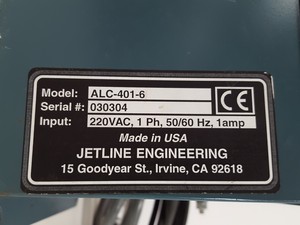 Model: ALC-401-6
Serial #: 030304
Input: 220VAC, 1 Ph, 50/60 Hz, 1amp
CE
Made in USA
JETLINE ENGINEERING
15 Goodyear St., Irvine, CA 92618